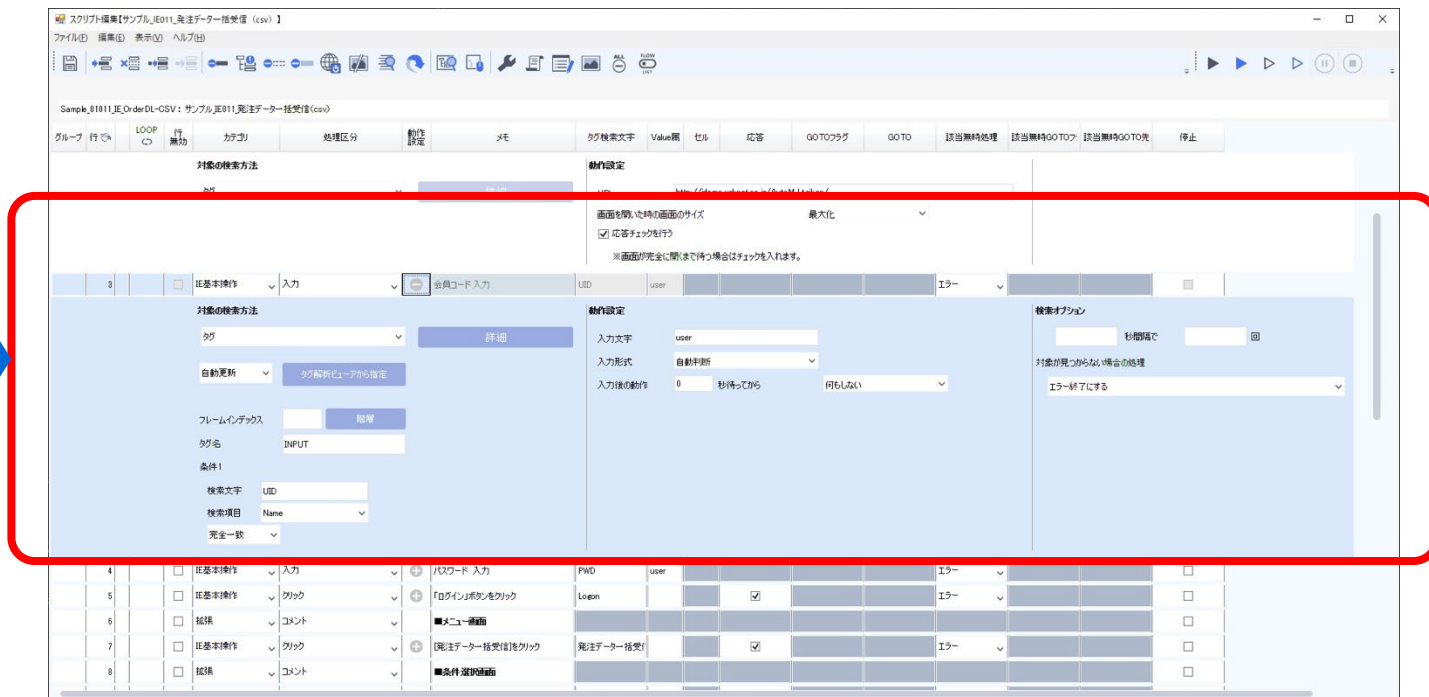 スクリプト編集【サンプル_IE011_発注データ一括受信（csv）】
ファイル(F) 編集(E) 表示(V) ヘルプ(H)
ALL FLOW LIST
Sample_01011_IE_OrderDL-CSV : サンプル_IE011_発注データ一括受信(csv)
グループ 行 LOOP 行無効 カテゴリ 処理区分 動作設定 メモ タグ検索文字 Value属 セル 応答 GOTOフラグ GOTO 該当無時処理 該当無時GOTOフ 該当無時GOTO先 停止
対象の検索方法 動作設定
画面を開いた時の画面のサイズ 最大化
応答チェックを行う
※画面が完全に開くまで待つ場合はチェックを入れます。
3 IE基本操作 入力 会員コード 入力 UID user エラー
対象の検索方法 動作設定 検索オプション
タグ 詳細 入力文字 user 秒間隔で 回
自動更新 タグ解析ビューアから指定 入力形式 自動判断 対象が見つからない場合の処理
入力後の動作 0 秒待ってから 何もしない エラー終了にする
フレームインデックス 階層
タグ名 INPUT
条件1
検索文字 UID
検索項目 Name
完全一致
4 IE基本操作 入力 パスワード 入力 PWD user エラー
5 IE基本操作 クリック 「ログイン」ボタンをクリック Logon エラー
6 拡張 コメント ■メニュー画面
7 IE基本操作 クリック [発注データ一括受信]をクリック 発注データ一括受 エラー
8 拡張 コメント ■条件選択画面